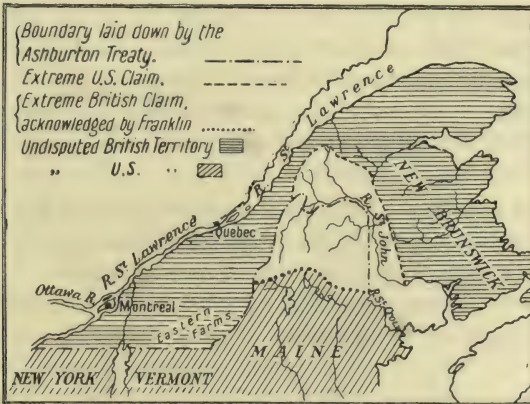 Boundary laid down by the
Ashburton Treaty.
Extreme U.S. Claim,
Extreme British Claim,
acknowledged by Franklin
Undisputed British Territory
„ U.S. „
R. St. Lawrence
R. St. Lawrence
Quebec
Ottawa R.
Montreal
Eastern Farms
NEW YORK
VERMONT
MAINE
R. St. John
NEW BRUNSWICK